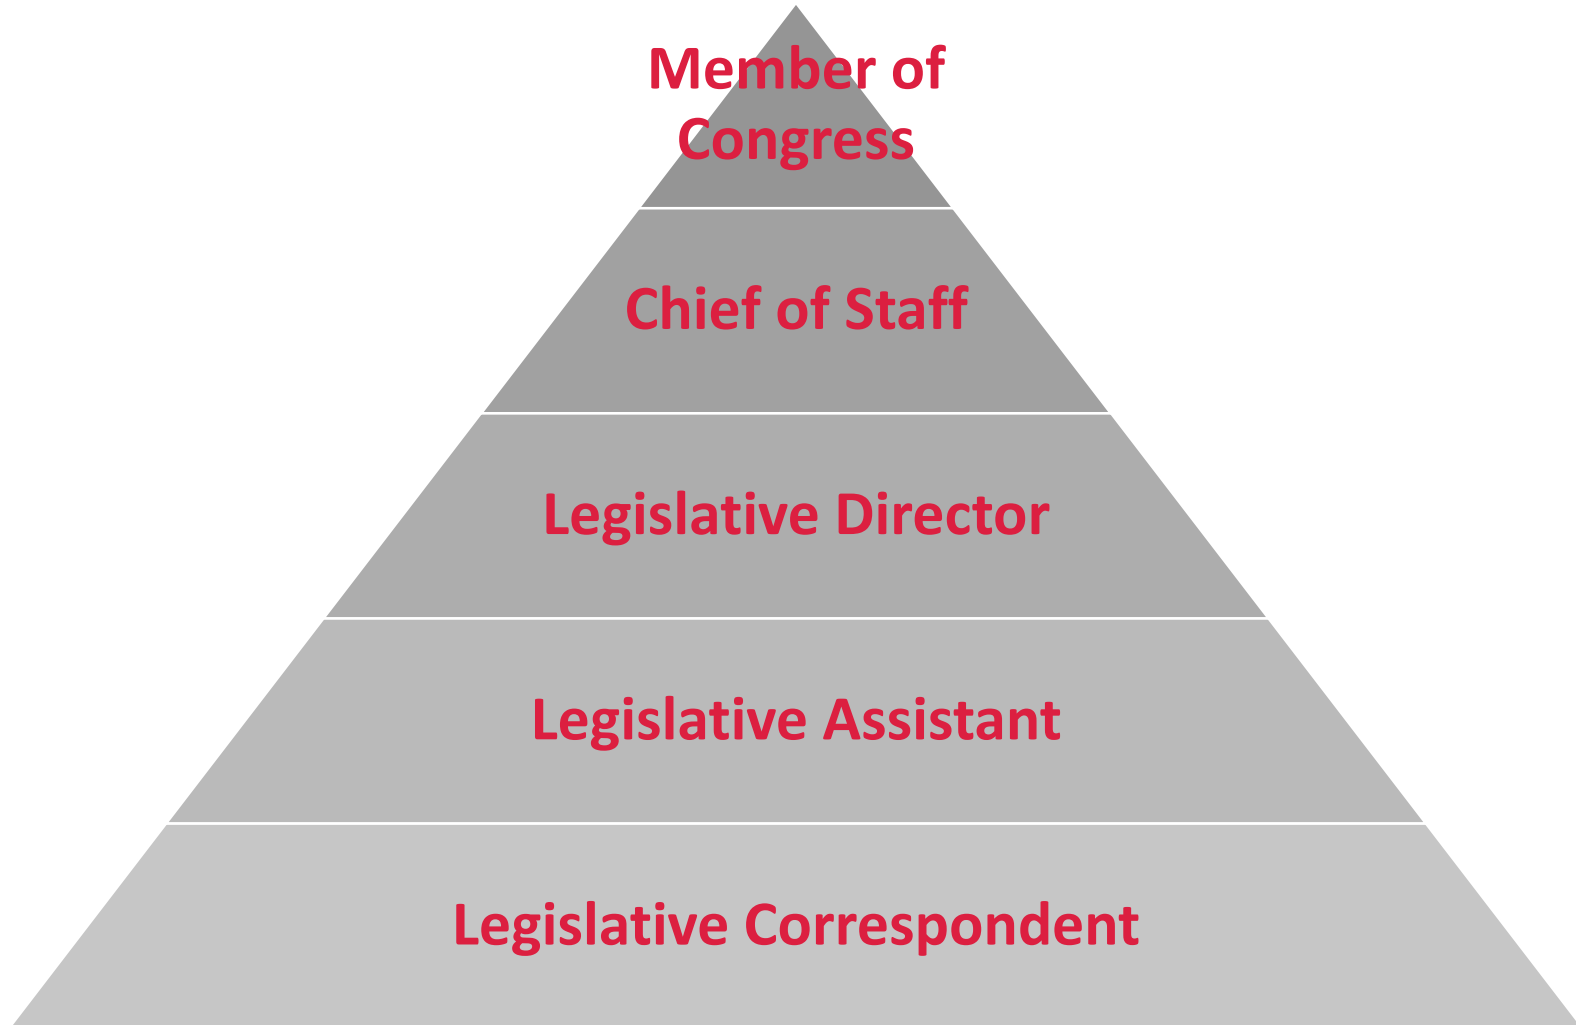 Member of
Congress
Chief of Staff
Legislative Director
Legislative Assistant
Legislative Correspondent